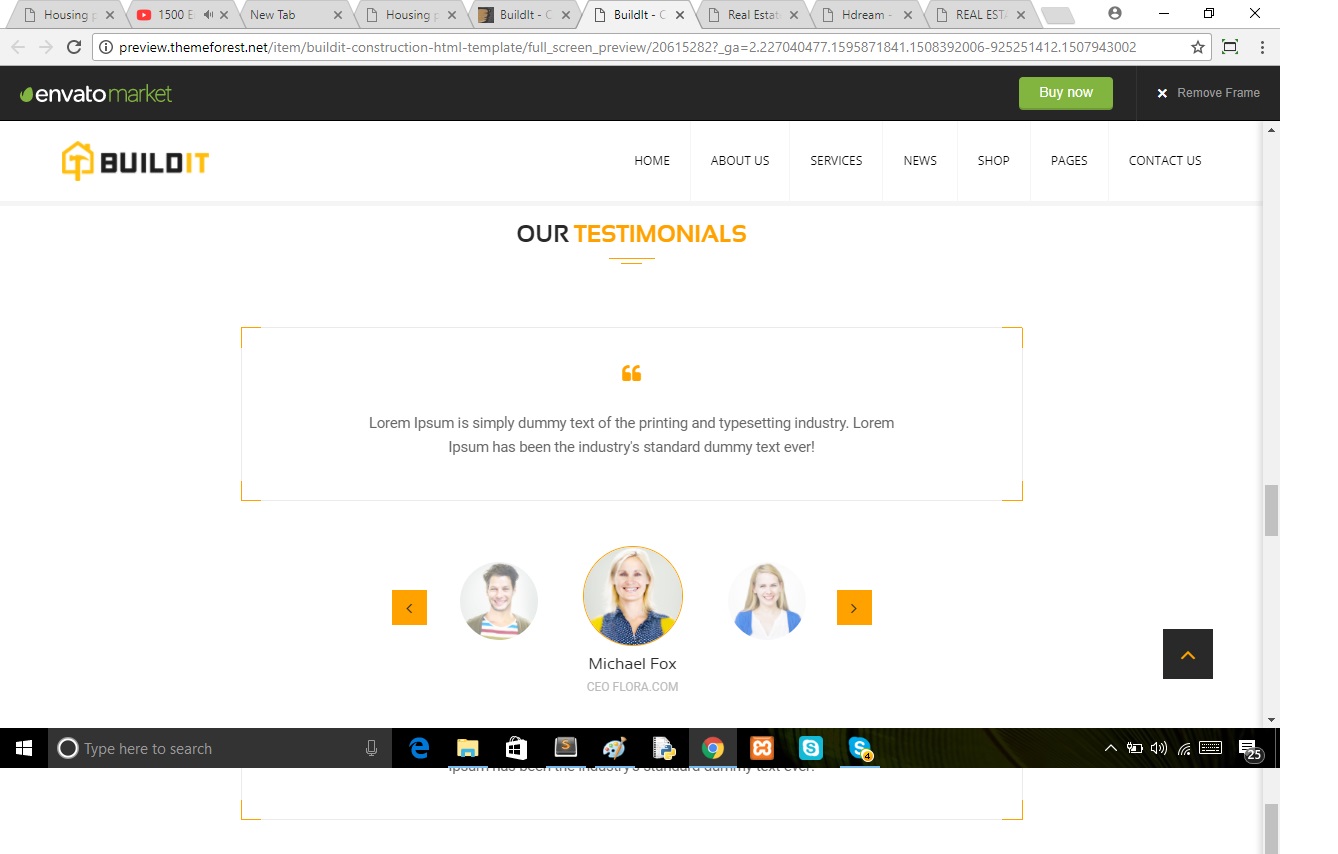 Housing p
1500 E
New Tab
Housing p
BuildIt - C
BuildIt - C
Real Estat
Hdream -
REAL ESTA
preview.themeforest.net/item/buildit-construction-html-template/full_screen_preview/20615282?_ga=2.227040477.1595871841.1508392006-925251412.1507943002
envatomarket
Buy now
Remove Frame
BUILDIT
HOME
ABOUT US
SERVICES
NEWS
SHOP
PAGES
CONTACT US
OUR TESTIMONIALS
Lorem Ipsum is simply dummy text of the printing and typesetting industry. Lorem
Ipsum has been the industry's standard dummy text ever!
Michael Fox
CEO FLORA.COM
Type here to search
4
25
Ipsum has been the industry's standard dummy text ever!